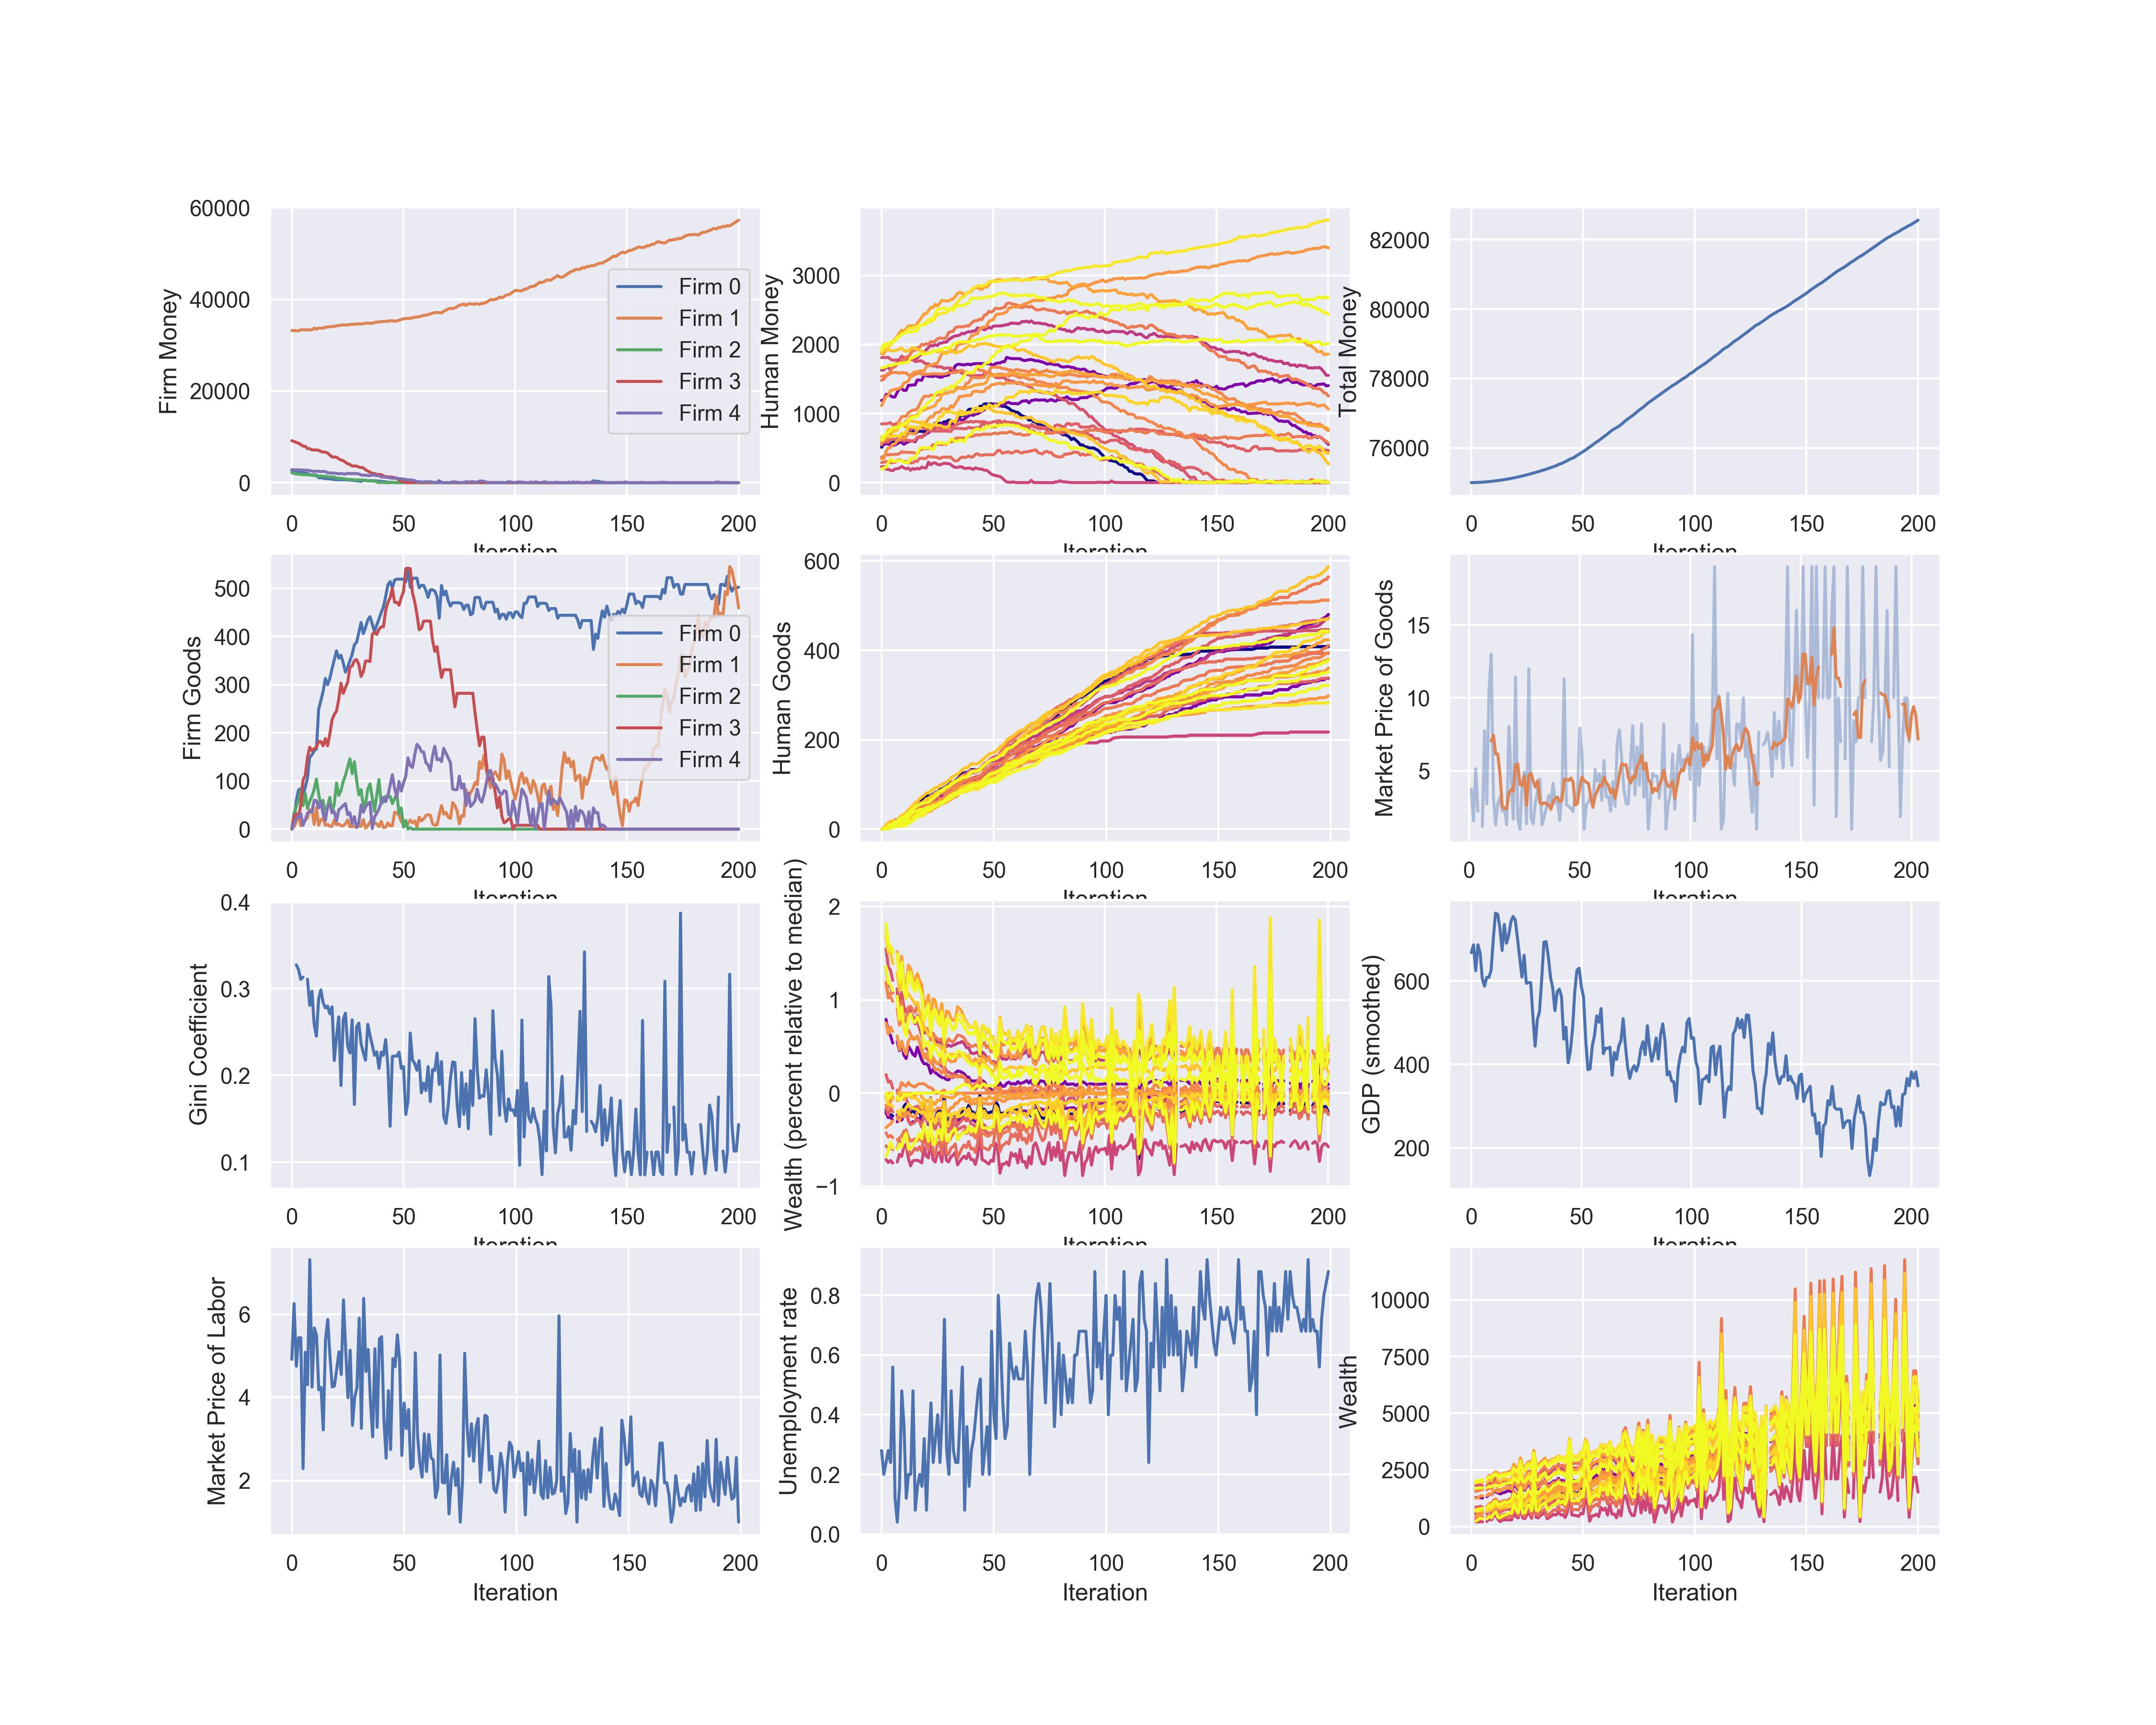 Firm Money
60000
40000
20000
0
0 50 100 150 200
Iteration
Firm 0
Firm 1
Firm 2
Firm 3
Firm 4
Human Money
3000
2000
1000
0
0 50 100 150 200
Iteration
Total Money
82000
80000
78000
76000
0 50 100 150 200
Iteration
Firm Goods
500
400
300
200
100
0
0 50 100 150 200
Iteration
Firm 0
Firm 1
Firm 2
Firm 3
Firm 4
Human Goods
600
400
200
0
0 50 100 150 200
Iteration
Market Price of Goods
15
10
5
0 50 100 150 200
Iteration
Gini Coefficient
0.4
0.3
0.2
0.1
0 50 100 150 200
Iteration
Wealth (percent relative to median)
2
1
0
−1
0 50 100 150 200
Iteration
GDP (smoothed)
600
400
200
0 50 100 150 200
Iteration
Market Price of Labor
6
4
2
0 50 100 150 200
Iteration
Unemployment rate
0.8
0.6
0.4
0.2
0.0
0 50 100 150 200
Iteration
Wealth
10000
7500
5000
2500
0
0 50 100 150 200
Iteration